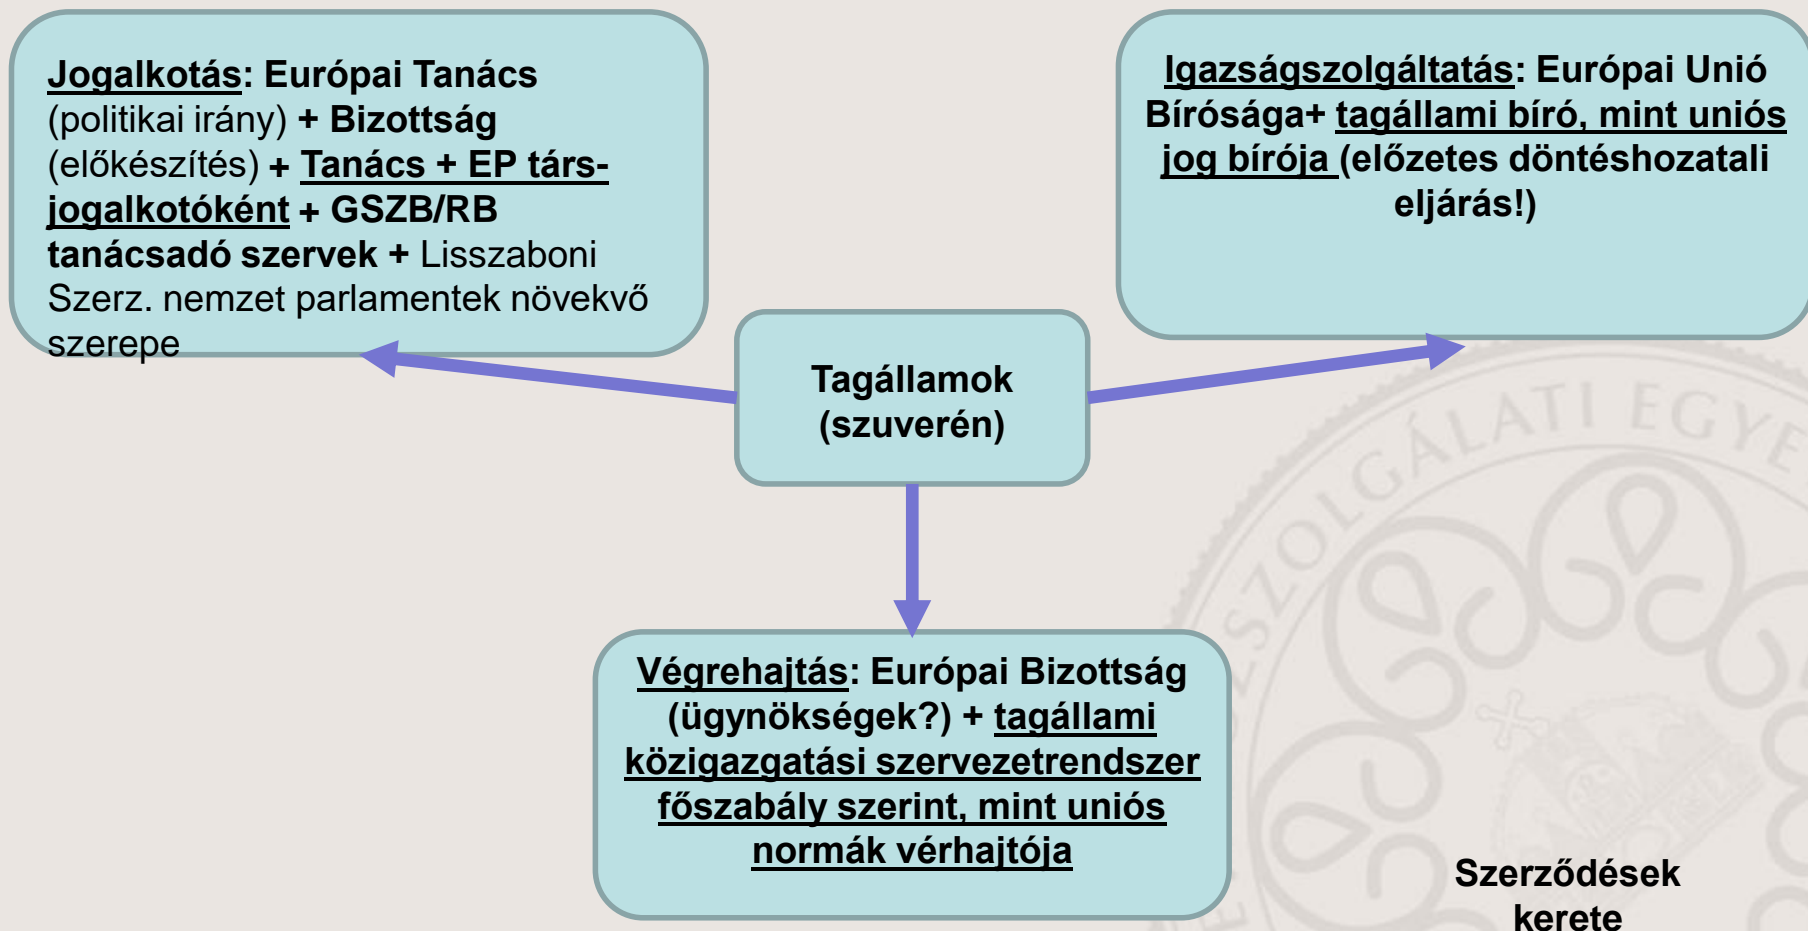 Jogalkotás: Európai Tanács
(politikai irány) + Bizottság
(előkészítés) + Tanács + EP társ-
jogalkotóként + GSZB/RB
tanácsadó szervek + Lisszaboni
Szerz. nemzet parlamentek növekvő
szerepe
Igazságszolgáltatás: Európai Unió
Bírósága+ tagállami bíró, mint uniós
jog bírója (előzetes döntéshozatali
eljárás!)
Tagállamok
(szuverén)
Végrehajtás: Európai Bizottság
(ügynökségek?) + tagállami
közigazgatási szervezetrendszer
főszabály szerint, mint uniós
normák vérhajtója
Szerződések
kerete